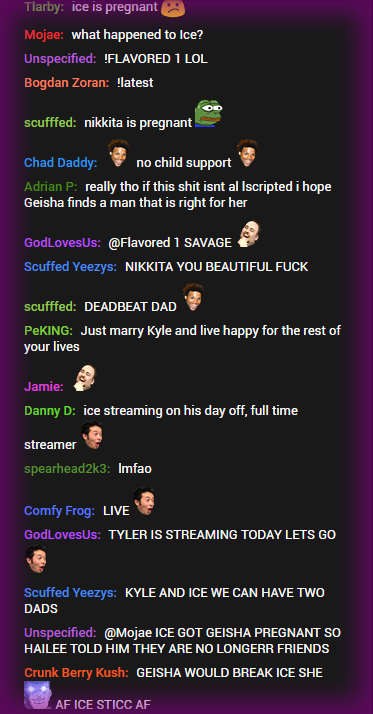 Tlarby: ice is pregnant
Mojae: what happened to Ice?
Unspecified: !FLAVORED 1 LOL
Bogdan Zoran: !latest
scufffed: nikkita is pregnant
Chad Daddy: no child support
Adrian P: really tho if this shit isnt al lscripted i hope
Geisha finds a man that is right for her
GodLovesUs: @Flavored 1 SAVAGE
Scuffed Yeezys: NIKKITA YOU BEAUTIFUL FUCK
scufffed: DEADBEAT DAD
PeKING: Just marry Kyle and live happy for the rest of
your lives
Jamie:
Danny D: ice streaming on his day off, full time
streamer
spearhead2k3: lmfao
Comfy Frog: LIVE
GodLovesUs: TYLER IS STREAMING TODAY LETS GO
Scuffed Yeezys: KYLE AND ICE WE CAN HAVE TWO
DADS
Unspecified: @Mojae ICE GOT GEISHA PREGNANT SO
HAILEE TOLD HIM THEY ARE NO LONGERR FRIENDS
Crunk Berry Kush: GEISHA WOULD BREAK ICE SHE
AF ICE STICC AF